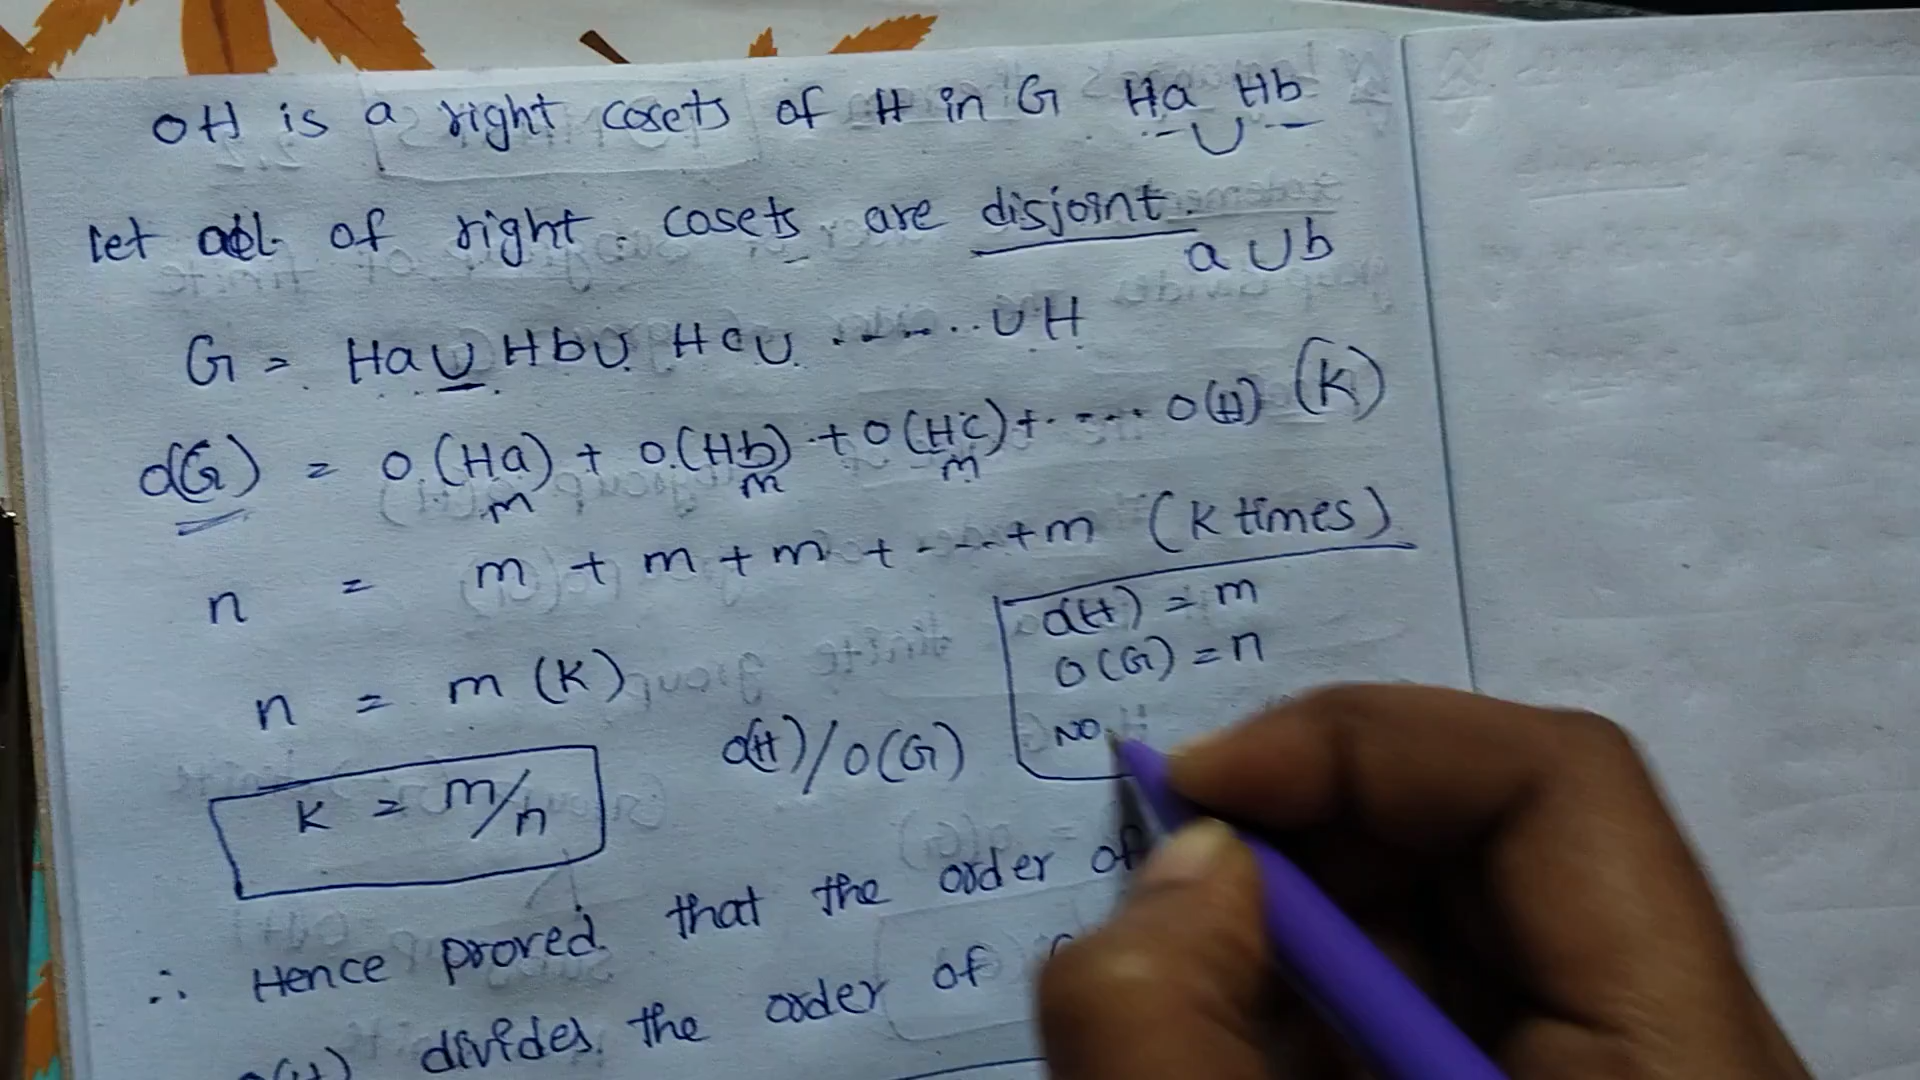 OH is a right cosets of H in G Ha Hb
∪
let all of right cosets are disjoint.
a ∪ b
G = Ha ∪ Hb ∪ Hc ∪ ..... ∪ H
O(G) = O(Ha) + O(Hb) + O(Hc) + ..... O(H) (K)
m m m
n = m + m + m + ---- + m (K times)
O(H) = m
O(G) = n
NO.
n = m (K)
O(H)/O(G)
K = m/n
∴ Hence proved that the order of
O(H) divides the order of